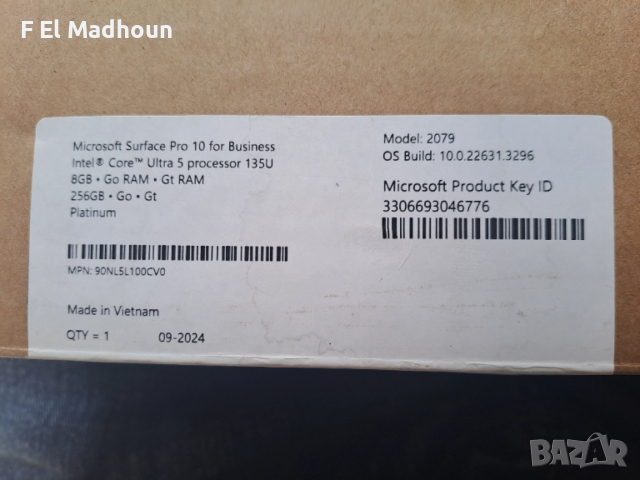 F El Madhoun
Microsoft Surface Pro 10 for Business
Intel® Core™ Ultra 5 processor 135U
8GB • Go RAM • Gt RAM
256GB • Go • Gt
Platinum
MPN: 90NL5L100CV0
Made in Vietnam
QTY = 1 09-2024
Model: 2079
OS Build: 10.0.22631.3296
Microsoft Product Key ID
3306693046776
BAZAR